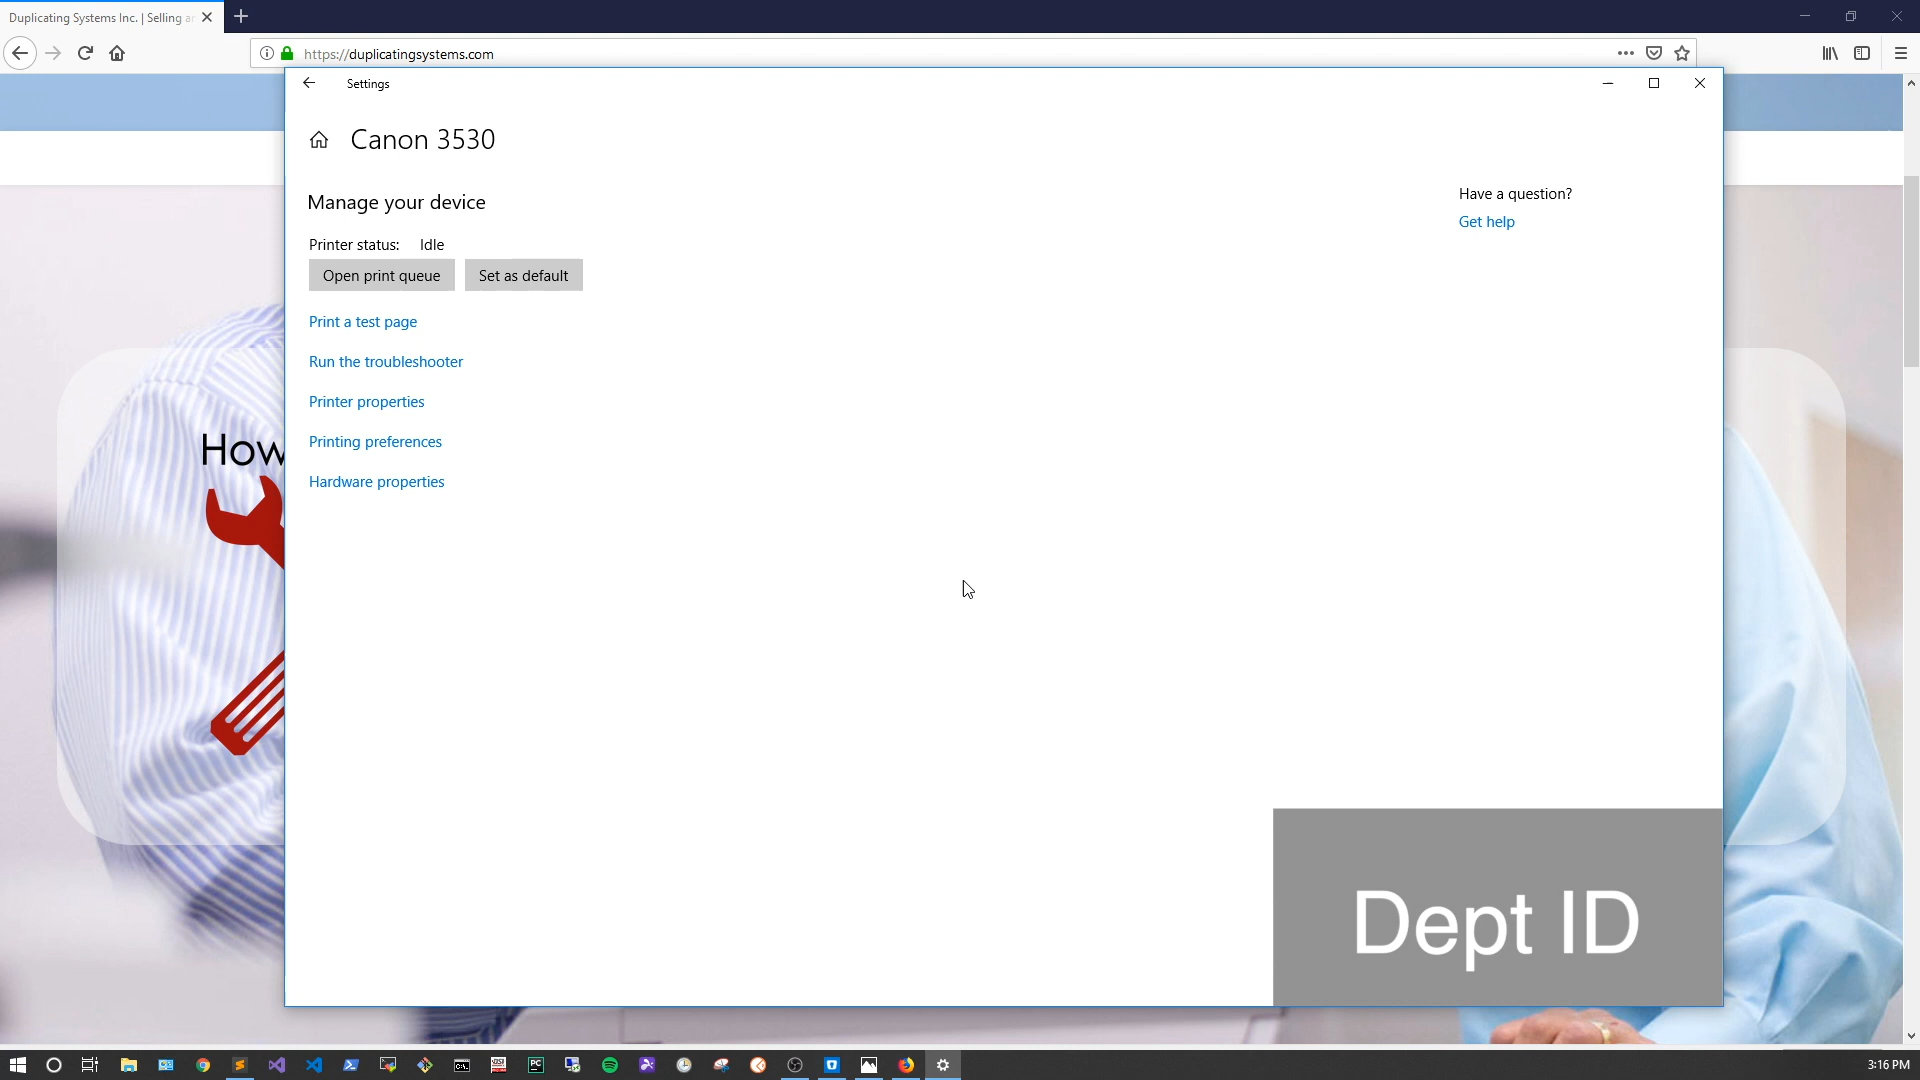 Duplicating Systems Inc. | Selling a
https://duplicatingsystems.com
Settings
Canon 3530
Manage your device
Have a question?
Get help
Printer status: Idle
Open print queue
Set as default
Print a test page
Run the troubleshooter
Printer properties
Printing preferences
Hardware properties
How
Dept ID
3:16 PM